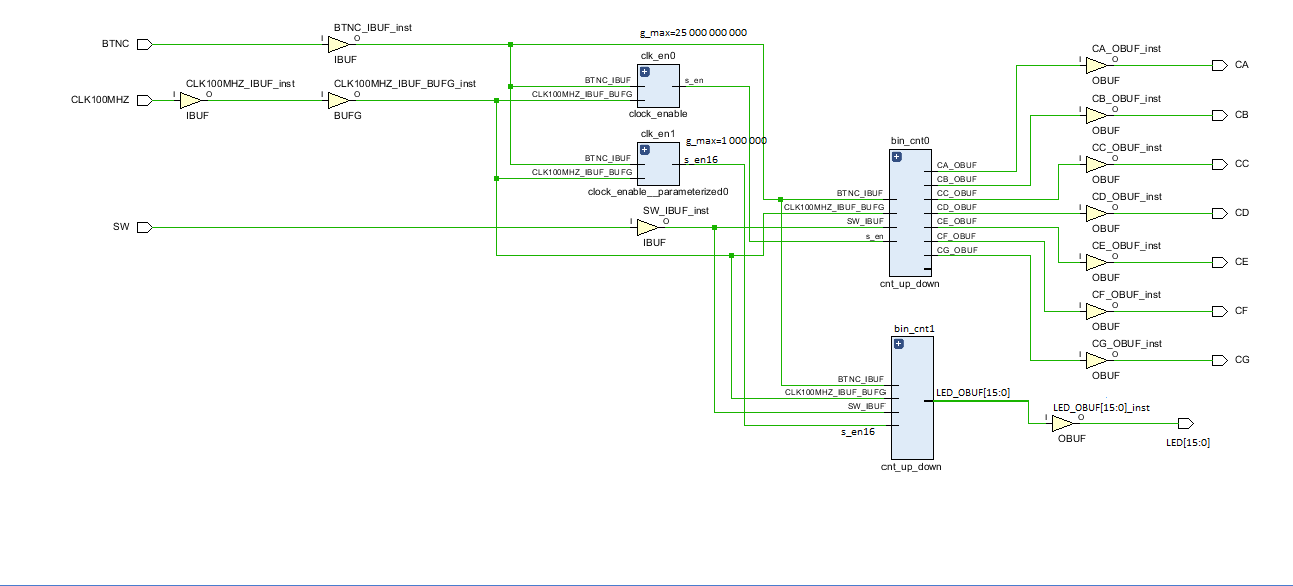 BTNC
I
BTNC_IBUF_inst
O
IBUF
CLK100MHZ
I
CLK100MHZ_IBUF_inst
O
IBUF
I
CLK100MHZ_IBUF_BUFG_inst
O
BUFG
SW
g_max=25 000 000 000
clk_en0
BTNC_IBUF
CLK100MHZ_IBUF_BUFG
s_en
clock_enable
clk_en1
g_max=1 000 000
BTNC_IBUF
CLK100MHZ_IBUF_BUFG
s_en16
clock_enable__parameterized0
SW_IBUF_inst
I
O
IBUF
bin_cnt0
BTNC_IBUF
CLK100MHZ_IBUF_BUFG
SW_IBUF
s_en
CA_OBUF
CB_OBUF
CC_OBUF
CD_OBUF
CE_OBUF
CF_OBUF
CG_OBUF
cnt_up_down
bin_cnt1
BTNC_IBUF
CLK100MHZ_IBUF_BUFG
SW_IBUF
s_en16
LED_OBUF[15:0]
cnt_up_down
CA_OBUF_inst
I
O
OBUF
CA
CB_OBUF_inst
I
O
OBUF
CB
CC_OBUF_inst
I
O
OBUF
CC
CD_OBUF_inst
I
O
OBUF
CD
CE_OBUF_inst
I
O
OBUF
CE
CF_OBUF_inst
I
O
OBUF
CF
CG_OBUF_inst
I
O
OBUF
CG
LED_OBUF[15:0]_inst
I
O
OBUF
LED[15:0]